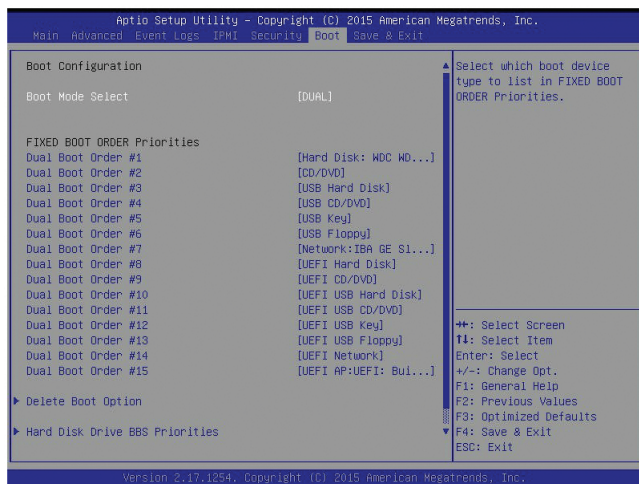 Aptio Setup Utility – Copyright (C) 2015 American Megatrends, Inc.
Main Advanced Event Logs IPMI Security Boot Save & Exit
Boot Configuration
Boot Mode Select [DUAL]
FIXED BOOT ORDER Priorities
Dual Boot Order #1 [Hard Disk: WDC WD...]
Dual Boot Order #2 [CD/DVD]
Dual Boot Order #3 [USB Hard Disk]
Dual Boot Order #4 [USB CD/DVD]
Dual Boot Order #5 [USB Key]
Dual Boot Order #6 [USB Floppy]
Dual Boot Order #7 [Network:IBA GE Sl...]
Dual Boot Order #8 [UEFI Hard Disk]
Dual Boot Order #9 [UEFI CD/DVD]
Dual Boot Order #10 [UEFI USB Hard Disk]
Dual Boot Order #11 [UEFI USB CD/DVD]
Dual Boot Order #12 [UEFI USB Key]
Dual Boot Order #13 [UEFI USB Floppy]
Dual Boot Order #14 [UEFI Network]
Dual Boot Order #15 [UEFI AP:UEFI: Bui...]
Delete Boot Option
Hard Disk Drive BBS Priorities
Select which boot device
type to list in FIXED BOOT
ORDER Priorities.
→←: Select Screen
↑↓: Select Item
Enter: Select
+/-: Change Opt.
F1: General Help
F2: Previous Values
F3: Optimized Defaults
F4: Save & Exit
ESC: Exit
Version 2.17.1254. Copyright (C) 2015 American Megatrends, Inc.